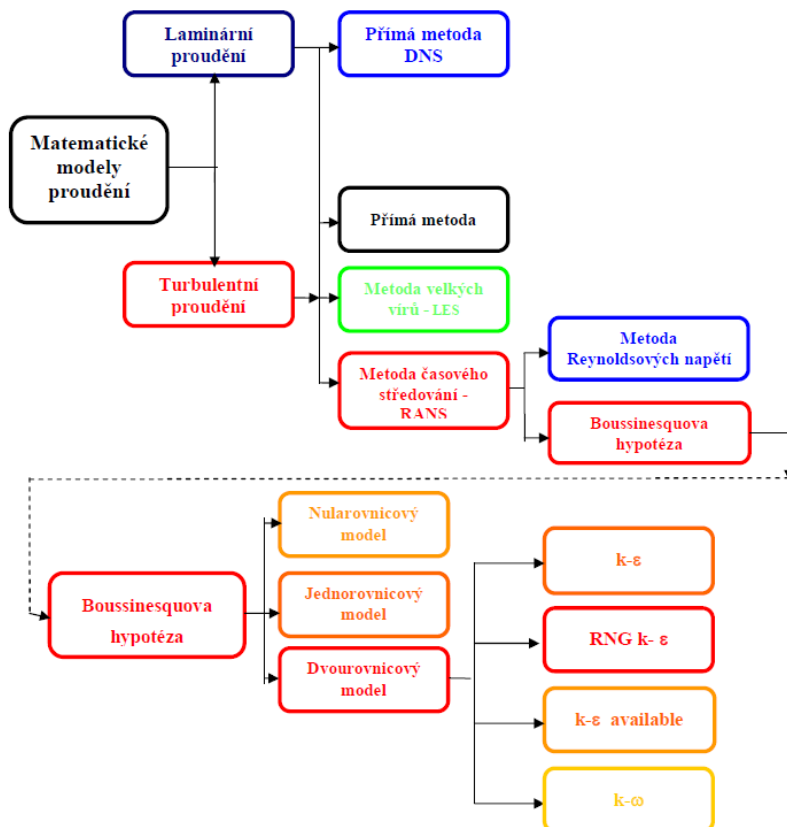 Laminární
proudění
Přímá metoda
DNS
Matematické
modely
proudění
Přímá metoda
Turbulentní
proudění
Metoda velkých
vírů - LES
Metoda časového
středování -
RANS
Metoda
Reynoldsových napětí
Boussinesquova
hypotéza
Boussinesquova
hypotéza
Nularovnicový
model
Jednorovnicový
model
Dvourovnicový
model
k-ε
RNG k- ε
k-ε available
k-ω